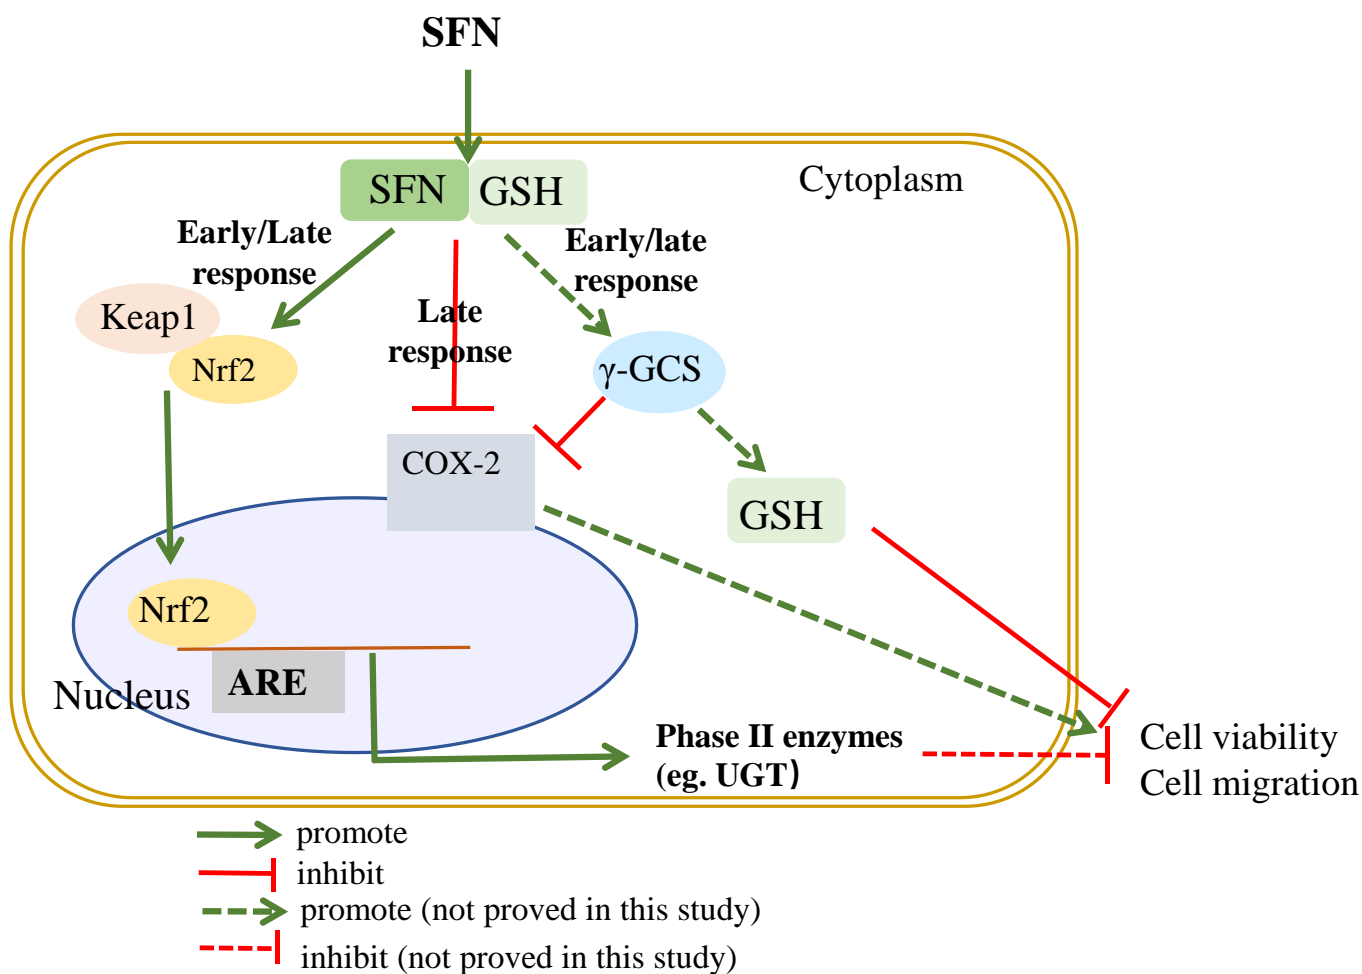 SFN
Cytoplasm
SFN
GSH
Early/Late
response
Early/late
response
Keap1
Nrf2
Late
response
γ-GCS
COX-2
GSH
Nrf2
ARE
Nucleus
Phase II enzymes
(eg. UGT)
Cell viability
Cell migration
promote
inhibit
promote (not proved in this study)
inhibit (not proved in this study)